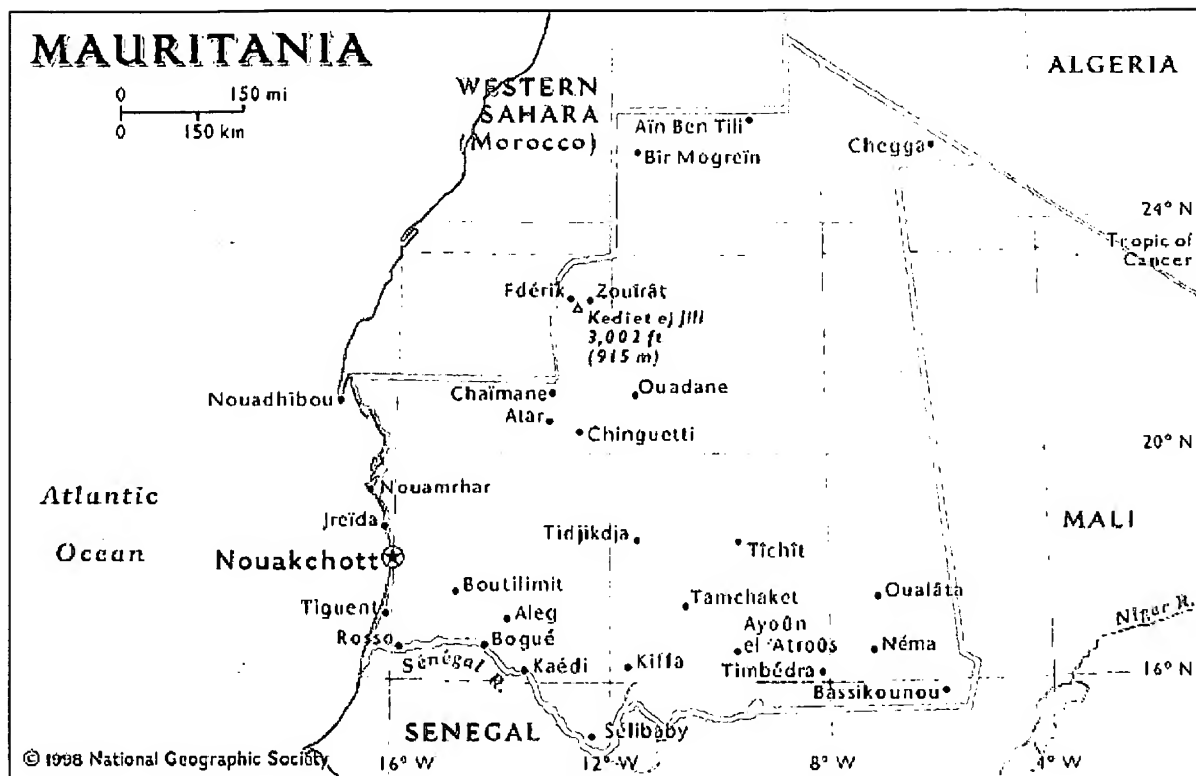 MAURITANIA
0 150 mi
0 150 km
WESTERN
SAHARA
(Morocco)
ALGERIA
Aïn Ben Tili
Bîr Mogreïn
Chegga
24° N
Tropic of
Cancer
Fdérik
Zouîrât
Kediet ej Jill
3,002 ft
(915 m)
Nouadhibou
Chaïmane
Ouadane
Atar
Chinguetti
20° N
Atlantic
Ocean
Nouamrhar
Jreïda
Nouakchott
Tidjikdja
Tîchît
MALI
Boutilimit
Tamchaket
Oualâta
Tiguent
Aleg
Niger R.
Ayoûn
el 'Atroûs
Rosso
Bogué
Sénégal
R.
Kaédi
Kiffa
Timbédra
Néma
16° N
Bassikounou
SENEGAL
Sélibaby
© 1998 National Geographic Society
16° W
12° W
8° W
4° W